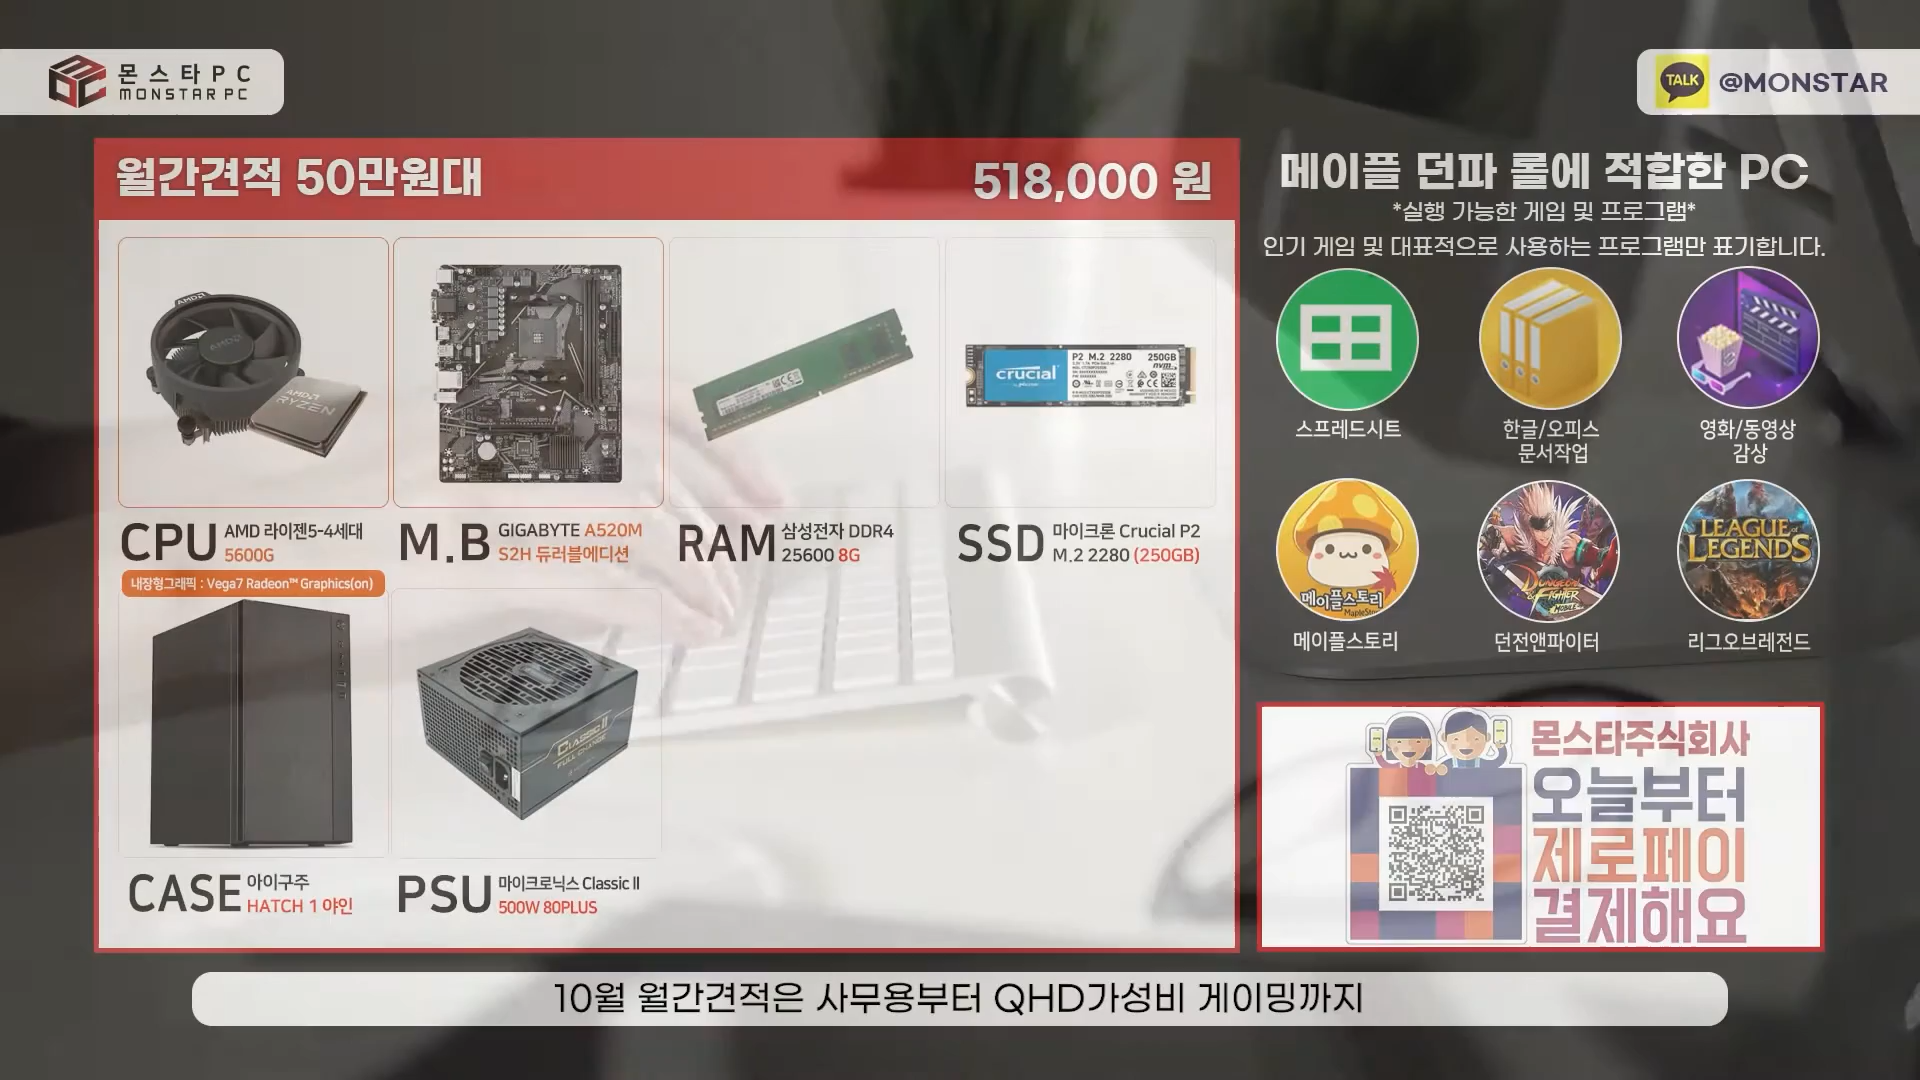 몬스타PC
MONSTAR PC
TALK
@MONSTAR
월간견적 50만원대
518,000 원
메이플 던파 롤에 적합한 PC
*실행 가능한 게임 및 프로그램*
인기 게임 및 대표적으로 사용하는 프로그램만 표기합니다.
AMD
AMD
RYZEN
crucial
P2 M.2 2280 250GB
nvme
CPU AMD 라이젠5-4세대
5600G
내장형그래픽 : Vega7 Radeon™ Graphics(on)
M.B GIGABYTE A520M
S2H 듀러블에디션
RAM 삼성전자 DDR4
25600 8G
SSD 마이크론 Crucial P2
M.2 2280 (250GB)
스프레드시트
한글/오피스
문서작업
영화/동영상
감상
메이플스토리
MapleStory
DUNGEON & FIGHTER
MOBILE
LEAGUE of
LEGENDS
메이플스토리
던전앤파이터
리그오브레전드
CLASSIC II
FULL CHANGE
CASE 아이구주
HATCH 1 야인
PSU 마이크로닉스 Classic II
500W 80PLUS
몬스타주식회사
오늘부터
제로페이
결제해요
10월 월간견적은 사무용부터 QHD가성비 게이밍까지